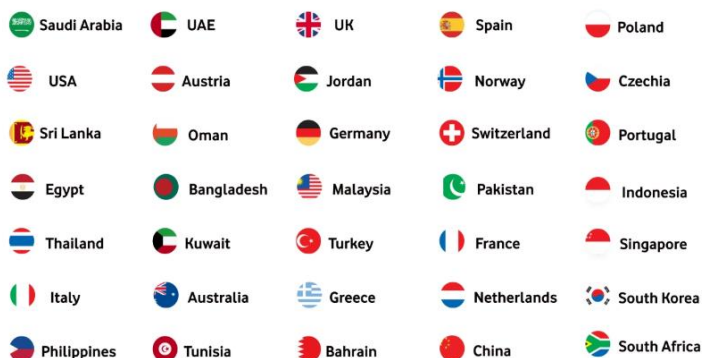 Saudi Arabia UAE UK Spain Poland
USA Austria Jordan Norway Czechia
Sri Lanka Oman Germany Switzerland Portugal
Egypt Bangladesh Malaysia Pakistan Indonesia
Thailand Kuwait Turkey France Singapore
Italy Australia Greece Netherlands South Korea
Philippines Tunisia Bahrain China South Africa